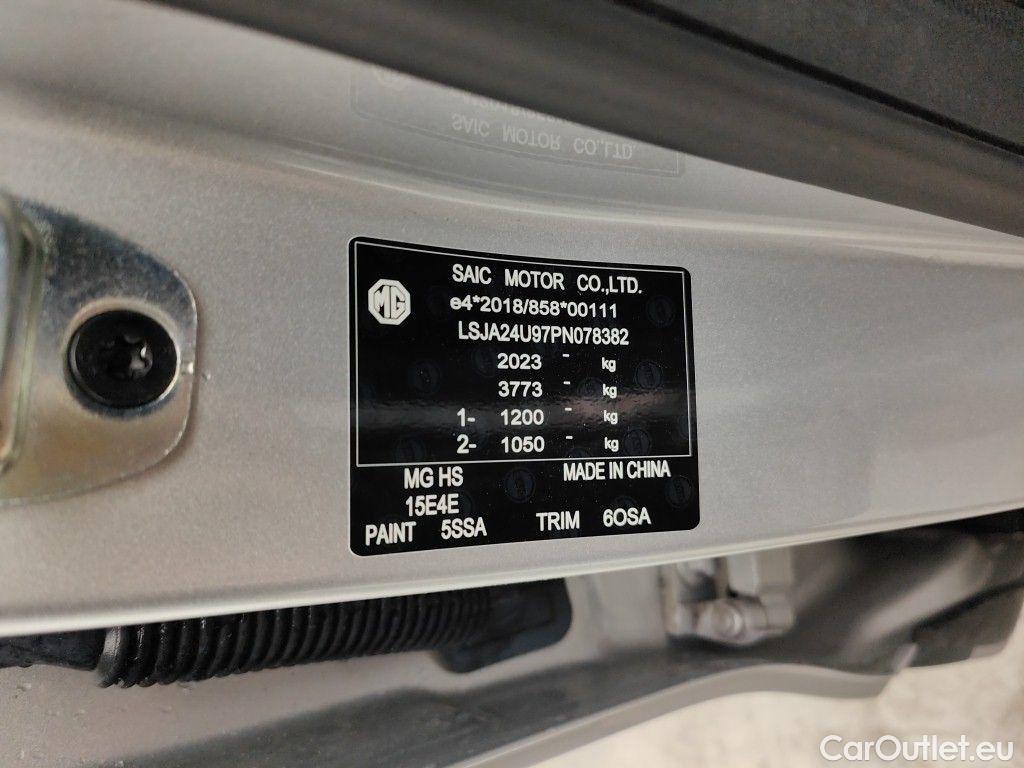 SAIC MOTOR CO.,LTD.
MG
SAIC MOTOR CO.,LTD.
e4*2018/858*00111
LSJA24U97PN078382
2023 - kg
3773 - kg
1- 1200 - kg
2- 1050 - kg
MG HS MADE IN CHINA
15E4E
PAINT 5SSA TRIM 6OSA
CarOutlet.eu